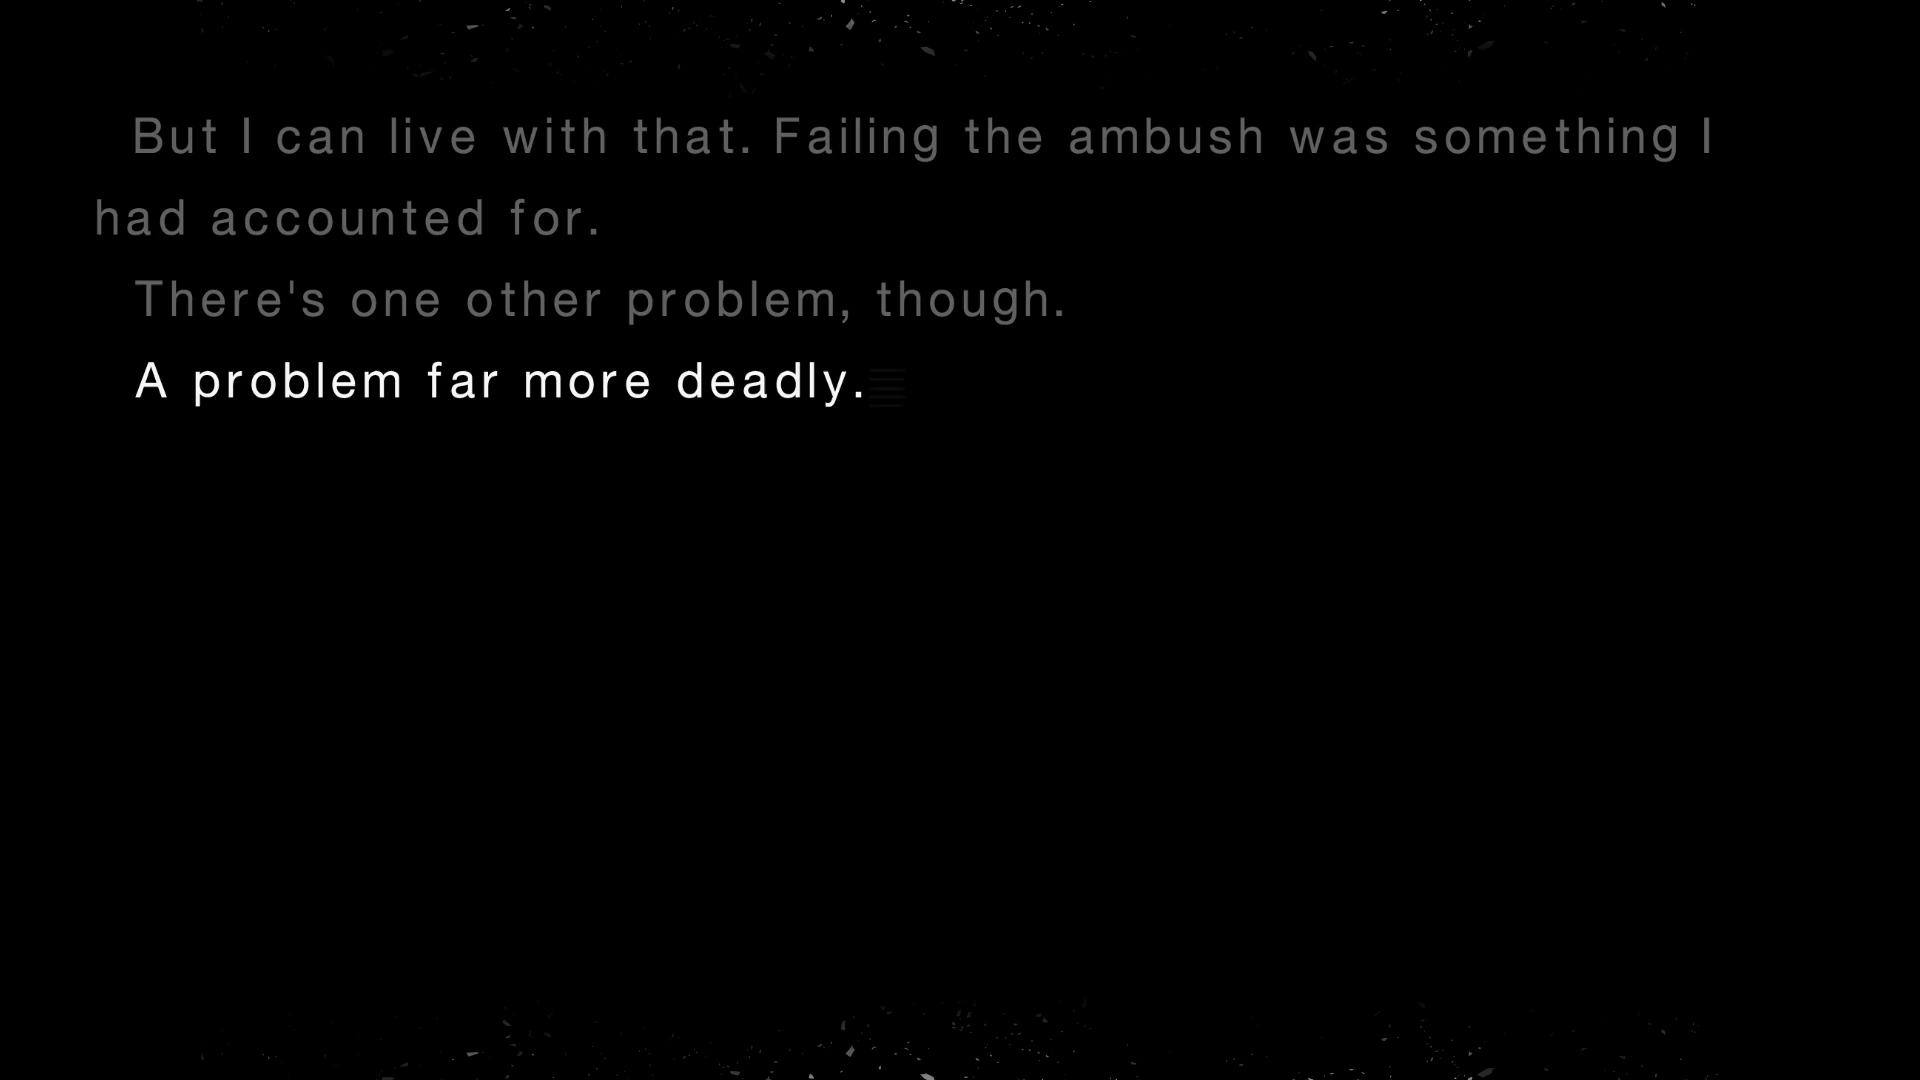 But I can live with that. Failing the ambush was something I
had accounted for.
There's one other problem, though.
A problem far more deadly.